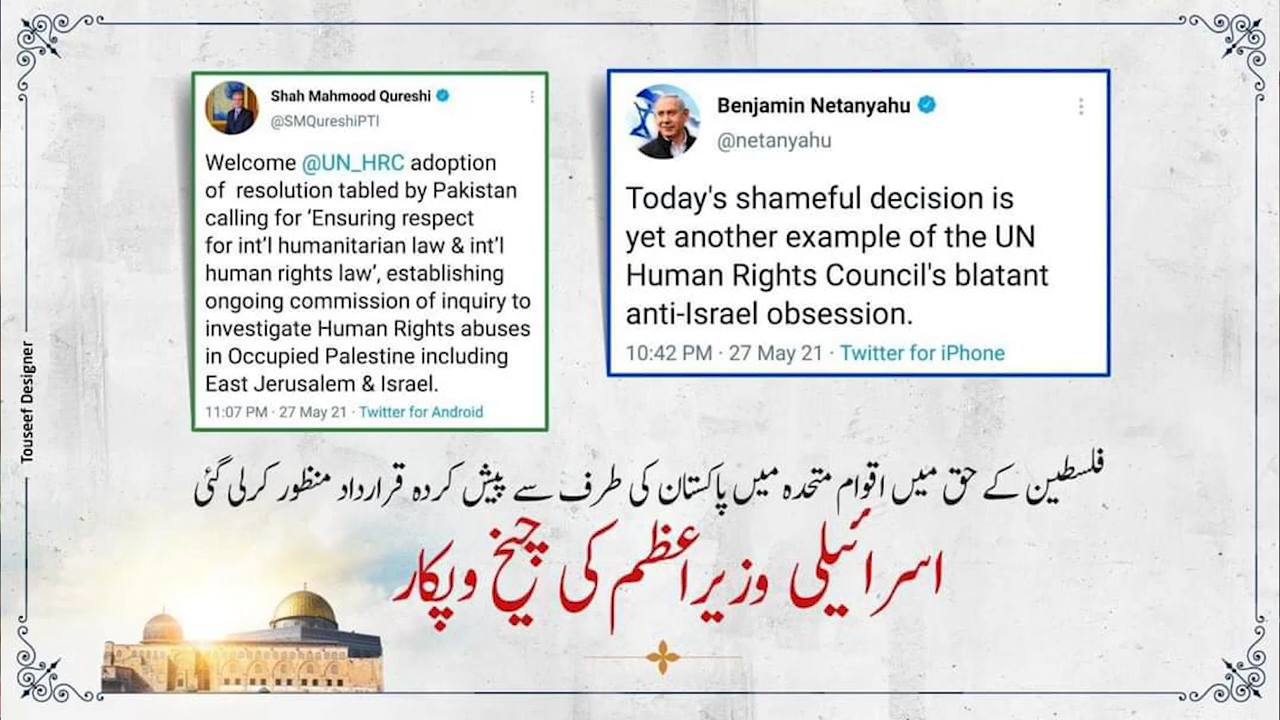 Shah Mahmood Qureshi
@SMQureshiPTI
Welcome @UN_HRC adoption
of resolution tabled by Pakistan
calling for ‘Ensuring respect
for int’l humanitarian law & int’l
human rights law’, establishing
ongoing commission of inquiry to
investigate Human Rights abuses
in Occupied Palestine including
East Jerusalem & Israel.
11:07 PM · 27 May 21 · Twitter for Android
Benjamin Netanyahu
@netanyahu
Today's shameful decision is
yet another example of the UN
Human Rights Council's blatant
anti-Israel obsession.
10:42 PM · 27 May 21 · Twitter for iPhone
فلسطین کے حق میں اقوام متحدہ میں پاکستان کی طرف سے پیش کردہ قرارداد منظور کرلی گئی
اسرائیلی وزیراعظم کی چیخ وپکار
Touseef Designer